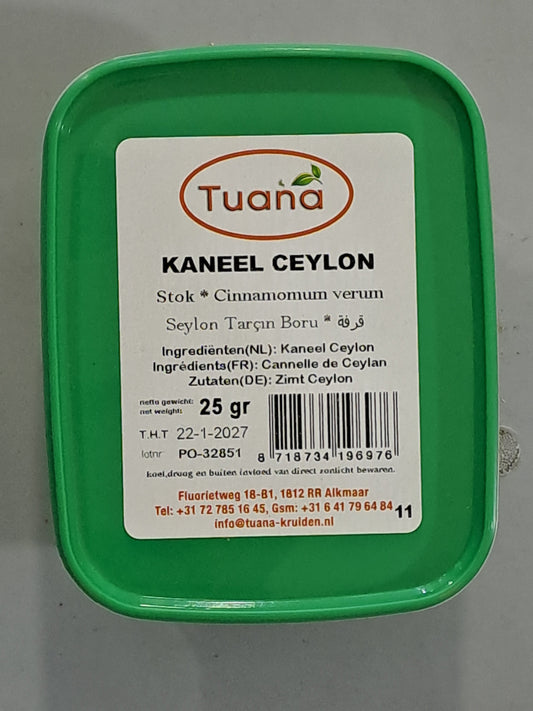 Tuana
KANEEL CEYLON
Stok * Cinnamomum verum
Seylon Tarçın Boru * قرفة
Ingrediënten(NL): Kaneel Ceylon
Ingrédients(FR): Cannelle de Ceylan
Zutaten(DE): Zimt Ceylon
netto gewicht:
net weight: 25 gr
T.H.T 22-1-2027
lotnr PO-32851
8 718734 196976
koel,droog en buiten invloed van direct zonlicht bewaren.
Fluorietweg 18-B1, 1812 RR Alkmaar
Tel: +31 72 785 16 45, Gsm: +31 6 41 79 64 84 11
info@tuana-kruiden.nl